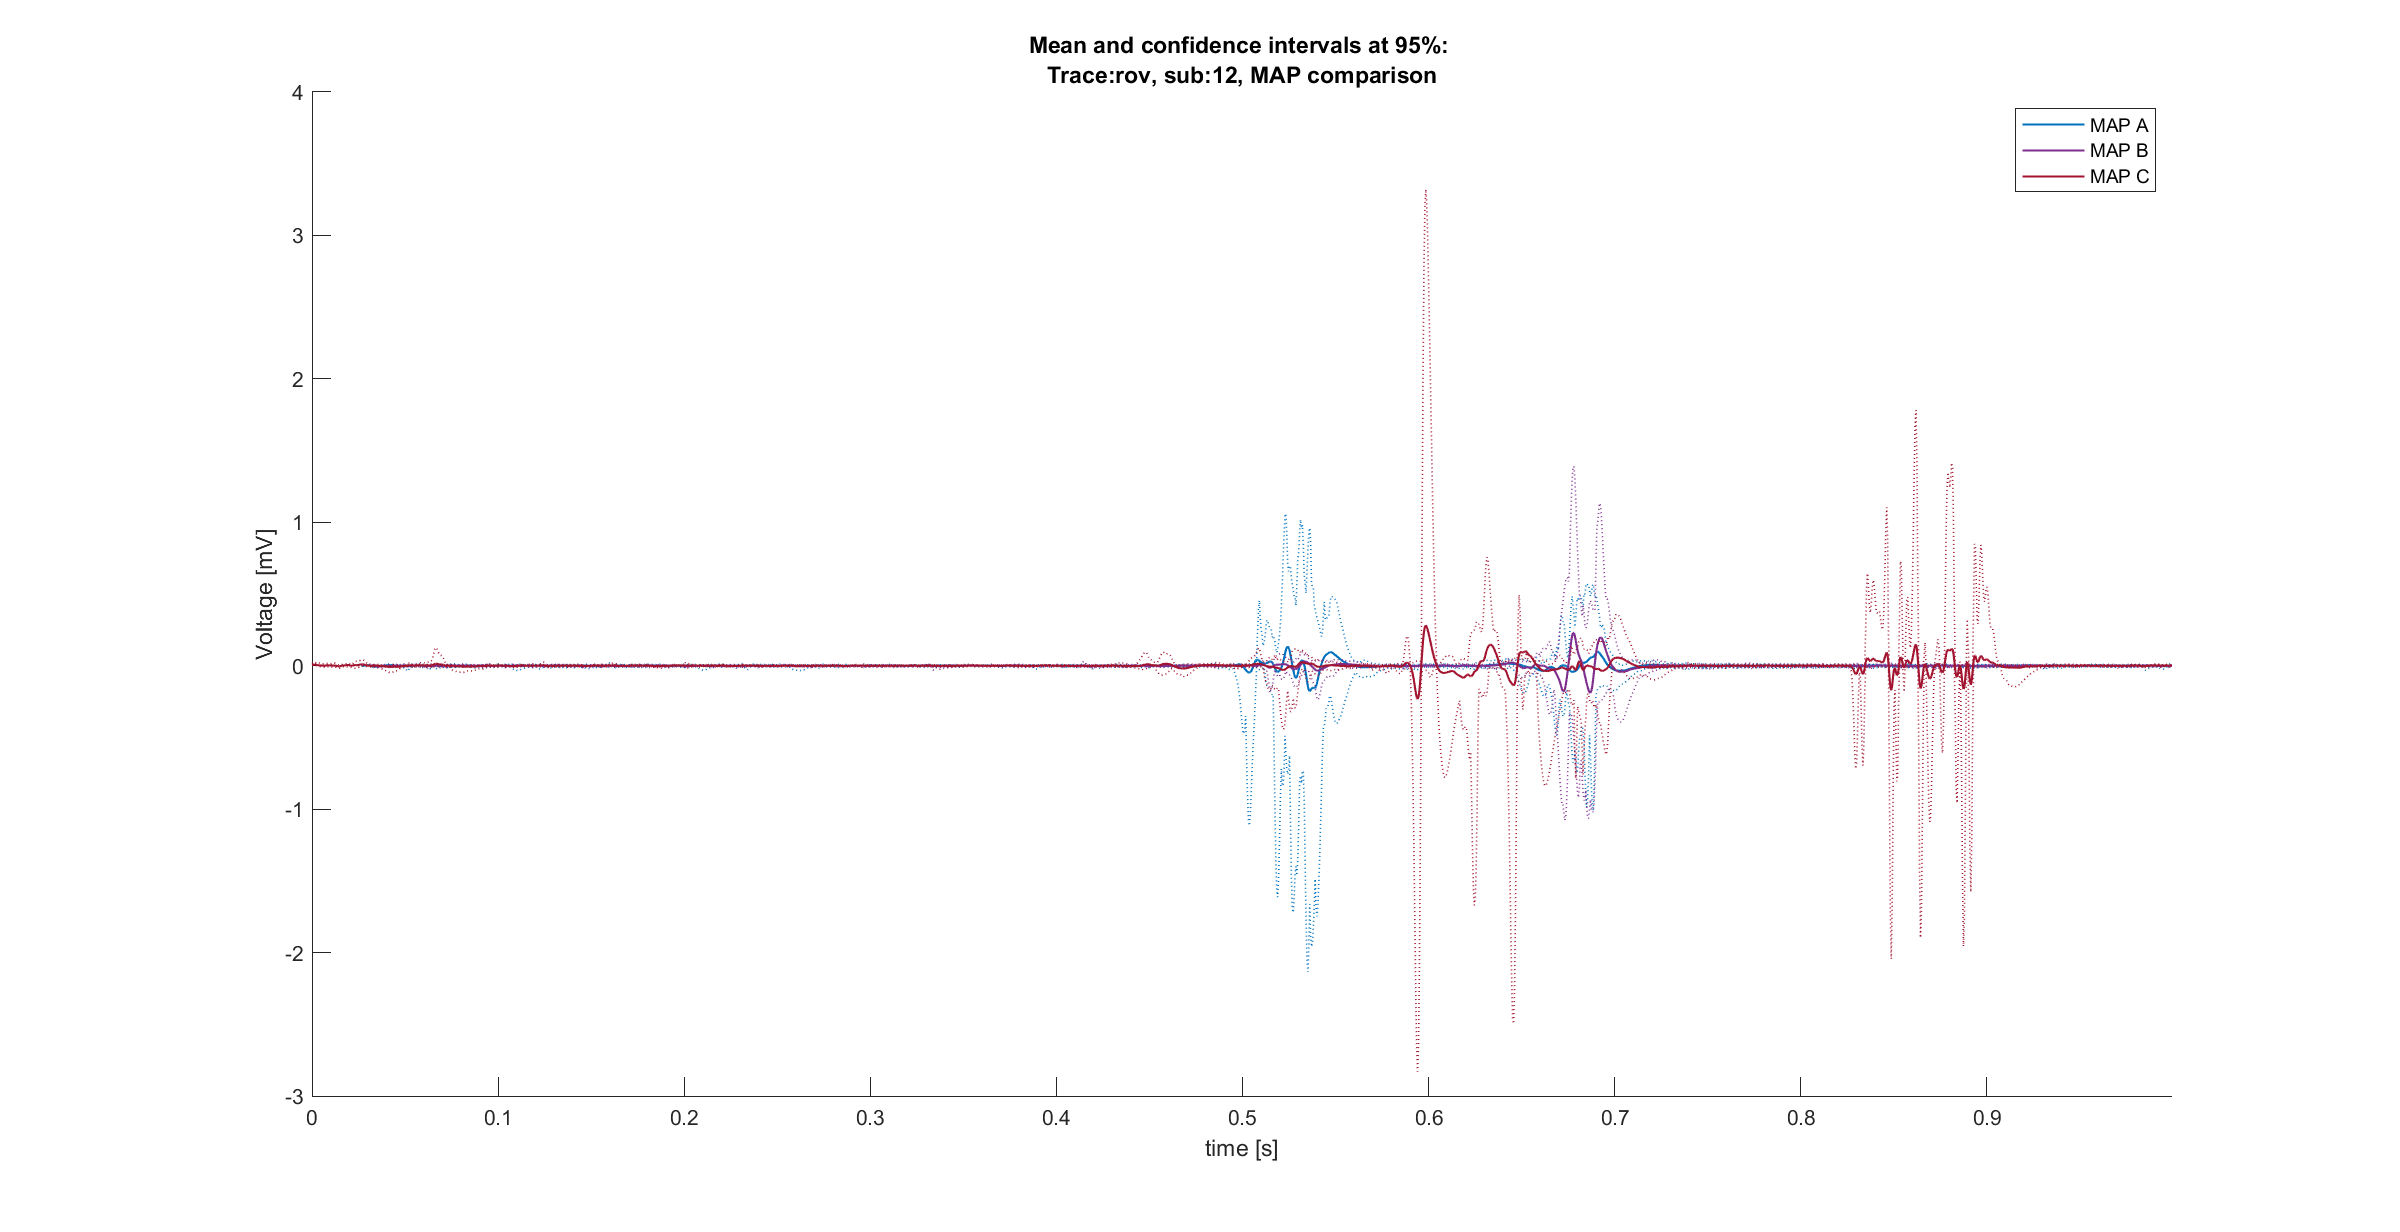 Mean and confidence intervals at 95%:
Trace:rov, sub:12, MAP comparison
MAP A
MAP B
MAP C
4
3
2
1
0
-1
-2
-3
Voltage [mV]
0 0.1 0.2 0.3 0.4 0.5 0.6 0.7 0.8 0.9
time [s]